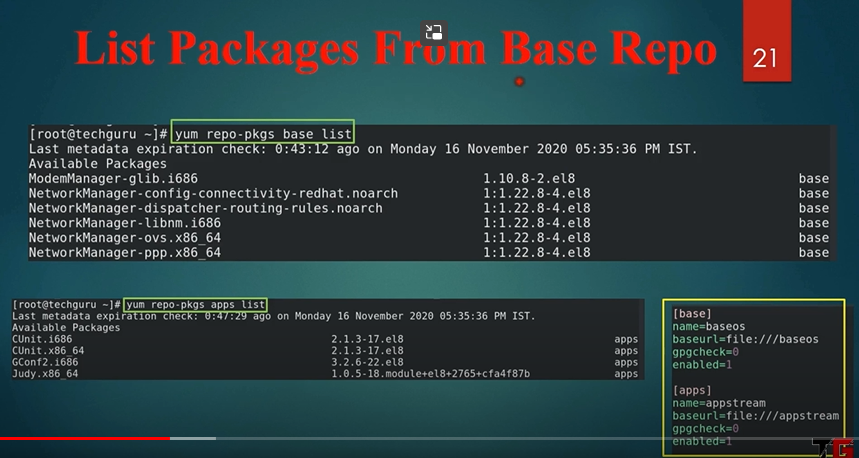 List Packages From Base Repo
21
[root@techguru ~]# yum repo-pkgs base list
Last metadata expiration check: 0:43:12 ago on Monday 16 November 2020 05:35:36 PM IST.
Available Packages
ModemManager-glib.i686 1.10.8-2.el8 base
NetworkManager-config-connectivity-redhat.noarch 1:1.22.8-4.el8 base
NetworkManager-dispatcher-routing-rules.noarch 1:1.22.8-4.el8 base
NetworkManager-libnm.i686 1:1.22.8-4.el8 base
NetworkManager-ovs.x86_64 1:1.22.8-4.el8 base
NetworkManager-ppp.x86_64 1:1.22.8-4.el8 base
[root@techguru ~]# yum repo-pkgs apps list
Last metadata expiration check: 0:47:29 ago on Monday 16 November 2020 05:35:36 PM IST.
Available Packages
CUnit.i686 2.1.3-17.el8 apps
CUnit.x86_64 2.1.3-17.el8 apps
GConf2.i686 3.2.6-22.el8 apps
Judy.x86_64 1.0.5-18.module+el8+2765+cfa4f87b apps
[base]
name=baseos
baseurl=file:///baseos
gpgcheck=0
enabled=1
[apps]
name=appstream
baseurl=file:///appstream
gpgcheck=0
enabled=1
TG